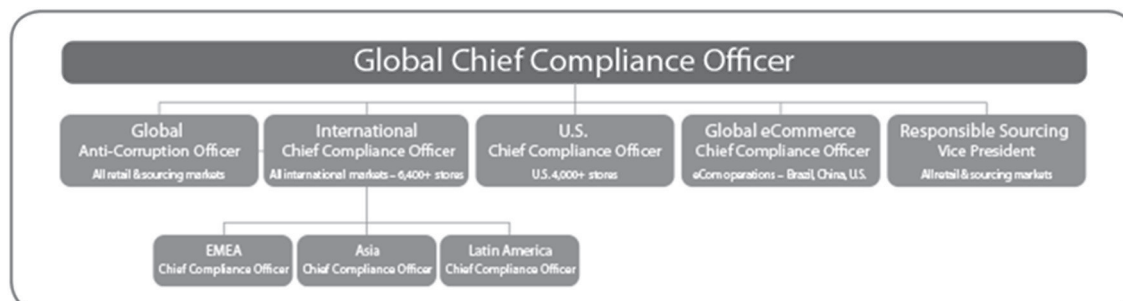 Global Chief Compliance Officer
Global
Anti-Corruption Officer
All retail & sourcing markets
International
Chief Compliance Officer
All international markets – 6,400+ stores
U.S.
Chief Compliance Officer
U.S. 4,000+ stores
Global eCommerce
Chief Compliance Officer
eCom operations – Brazil, China, U.S.
Responsible Sourcing
Vice President
All retail & sourcing markets
EMEA
Chief Compliance Officer
Asia
Chief Compliance Officer
Latin America
Chief Compliance Officer